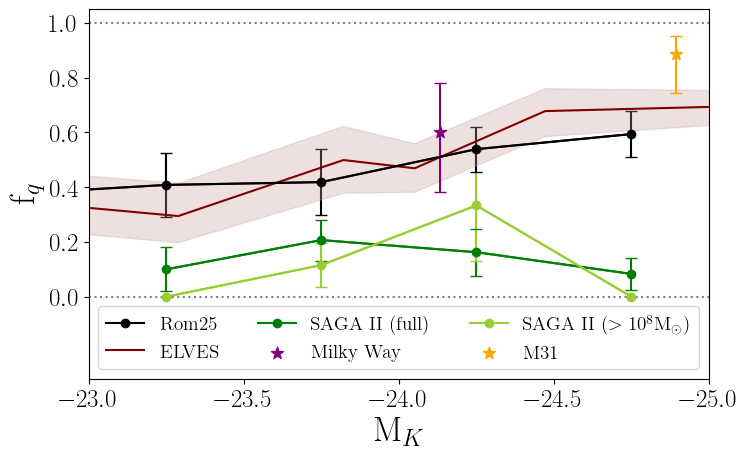 1.0
0.8
0.6
0.4
0.2
0.0
f_q
Rom25
ELVES
SAGA II (full)
Milky Way
SAGA II (> 10^8 M_⊙)
M31
−23.0
−23.5
−24.0
−24.5
−25.0
M_K